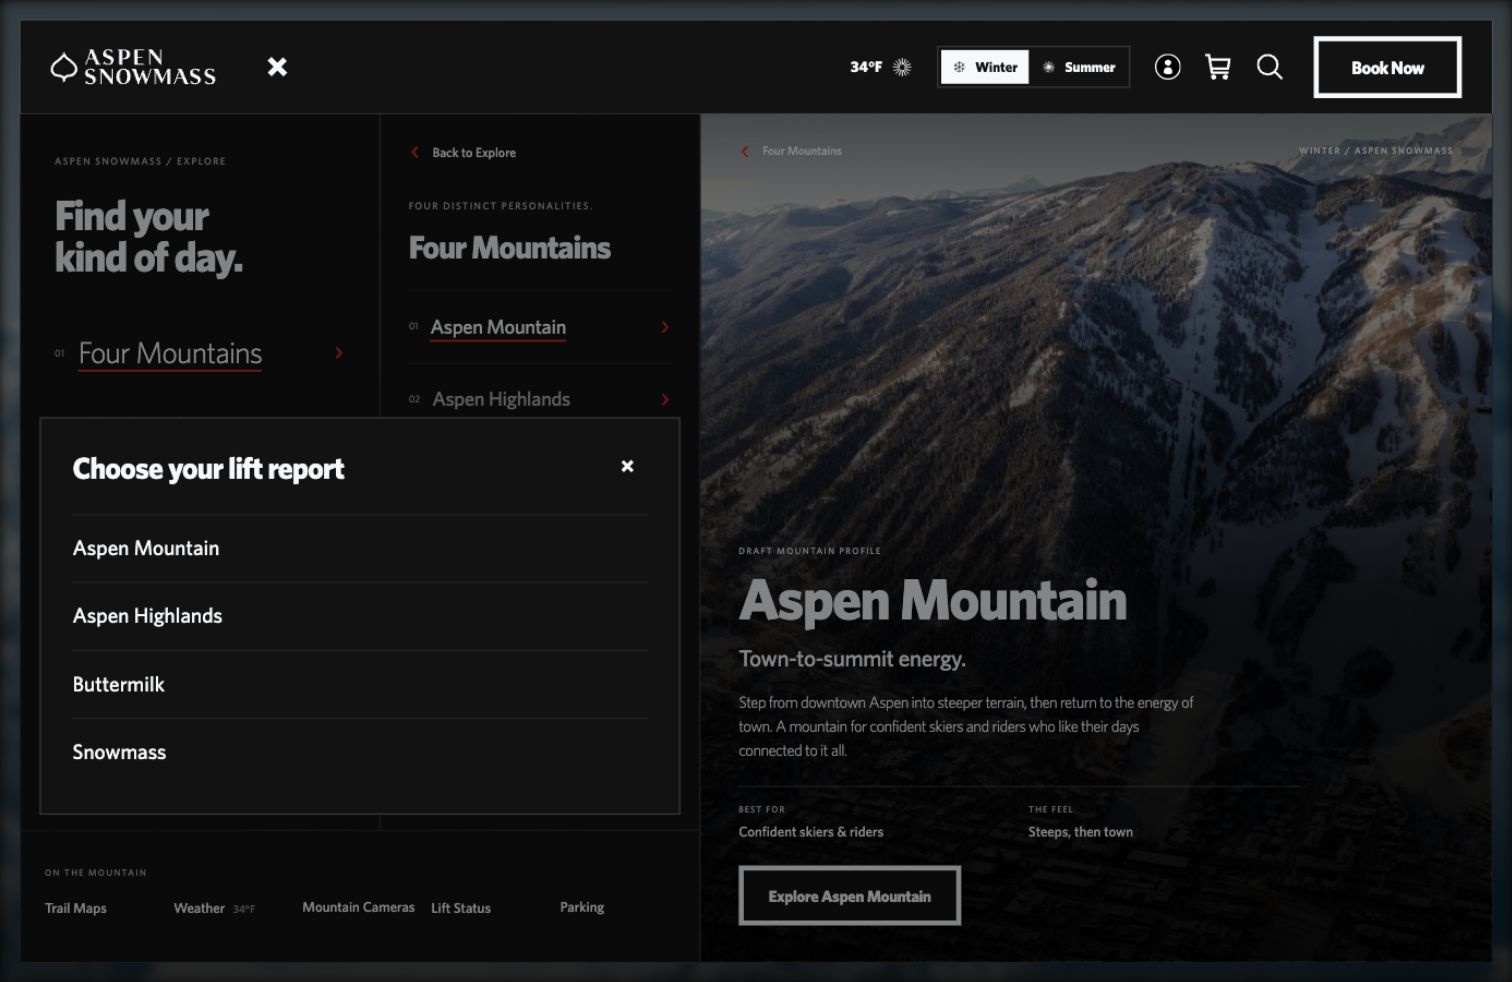 ASPEN
SNOWMASS
34°F
Winter
Summer
Book Now
ASPEN SNOWMASS / EXPLORE
Find your
kind of day.
01 Four Mountains
Back to Explore
FOUR DISTINCT PERSONALITIES.
Four Mountains
01 Aspen Mountain
02 Aspen Highlands
Choose your lift report
Aspen Mountain
Aspen Highlands
Buttermilk
Snowmass
ON THE MOUNTAIN
Trail Maps
Weather 34°F
Mountain Cameras
Lift Status
Parking
Four Mountains
WINTER / ASPEN SNOWMASS
DRAFT MOUNTAIN PROFILE
Aspen Mountain
Town-to-summit energy.
Step from downtown Aspen into steeper terrain, then return to the energy of
town. A mountain for confident skiers and riders who like their days
connected to it all.
BEST FOR
Confident skiers & riders
THE FEEL
Steeps, then town
Explore Aspen Mountain